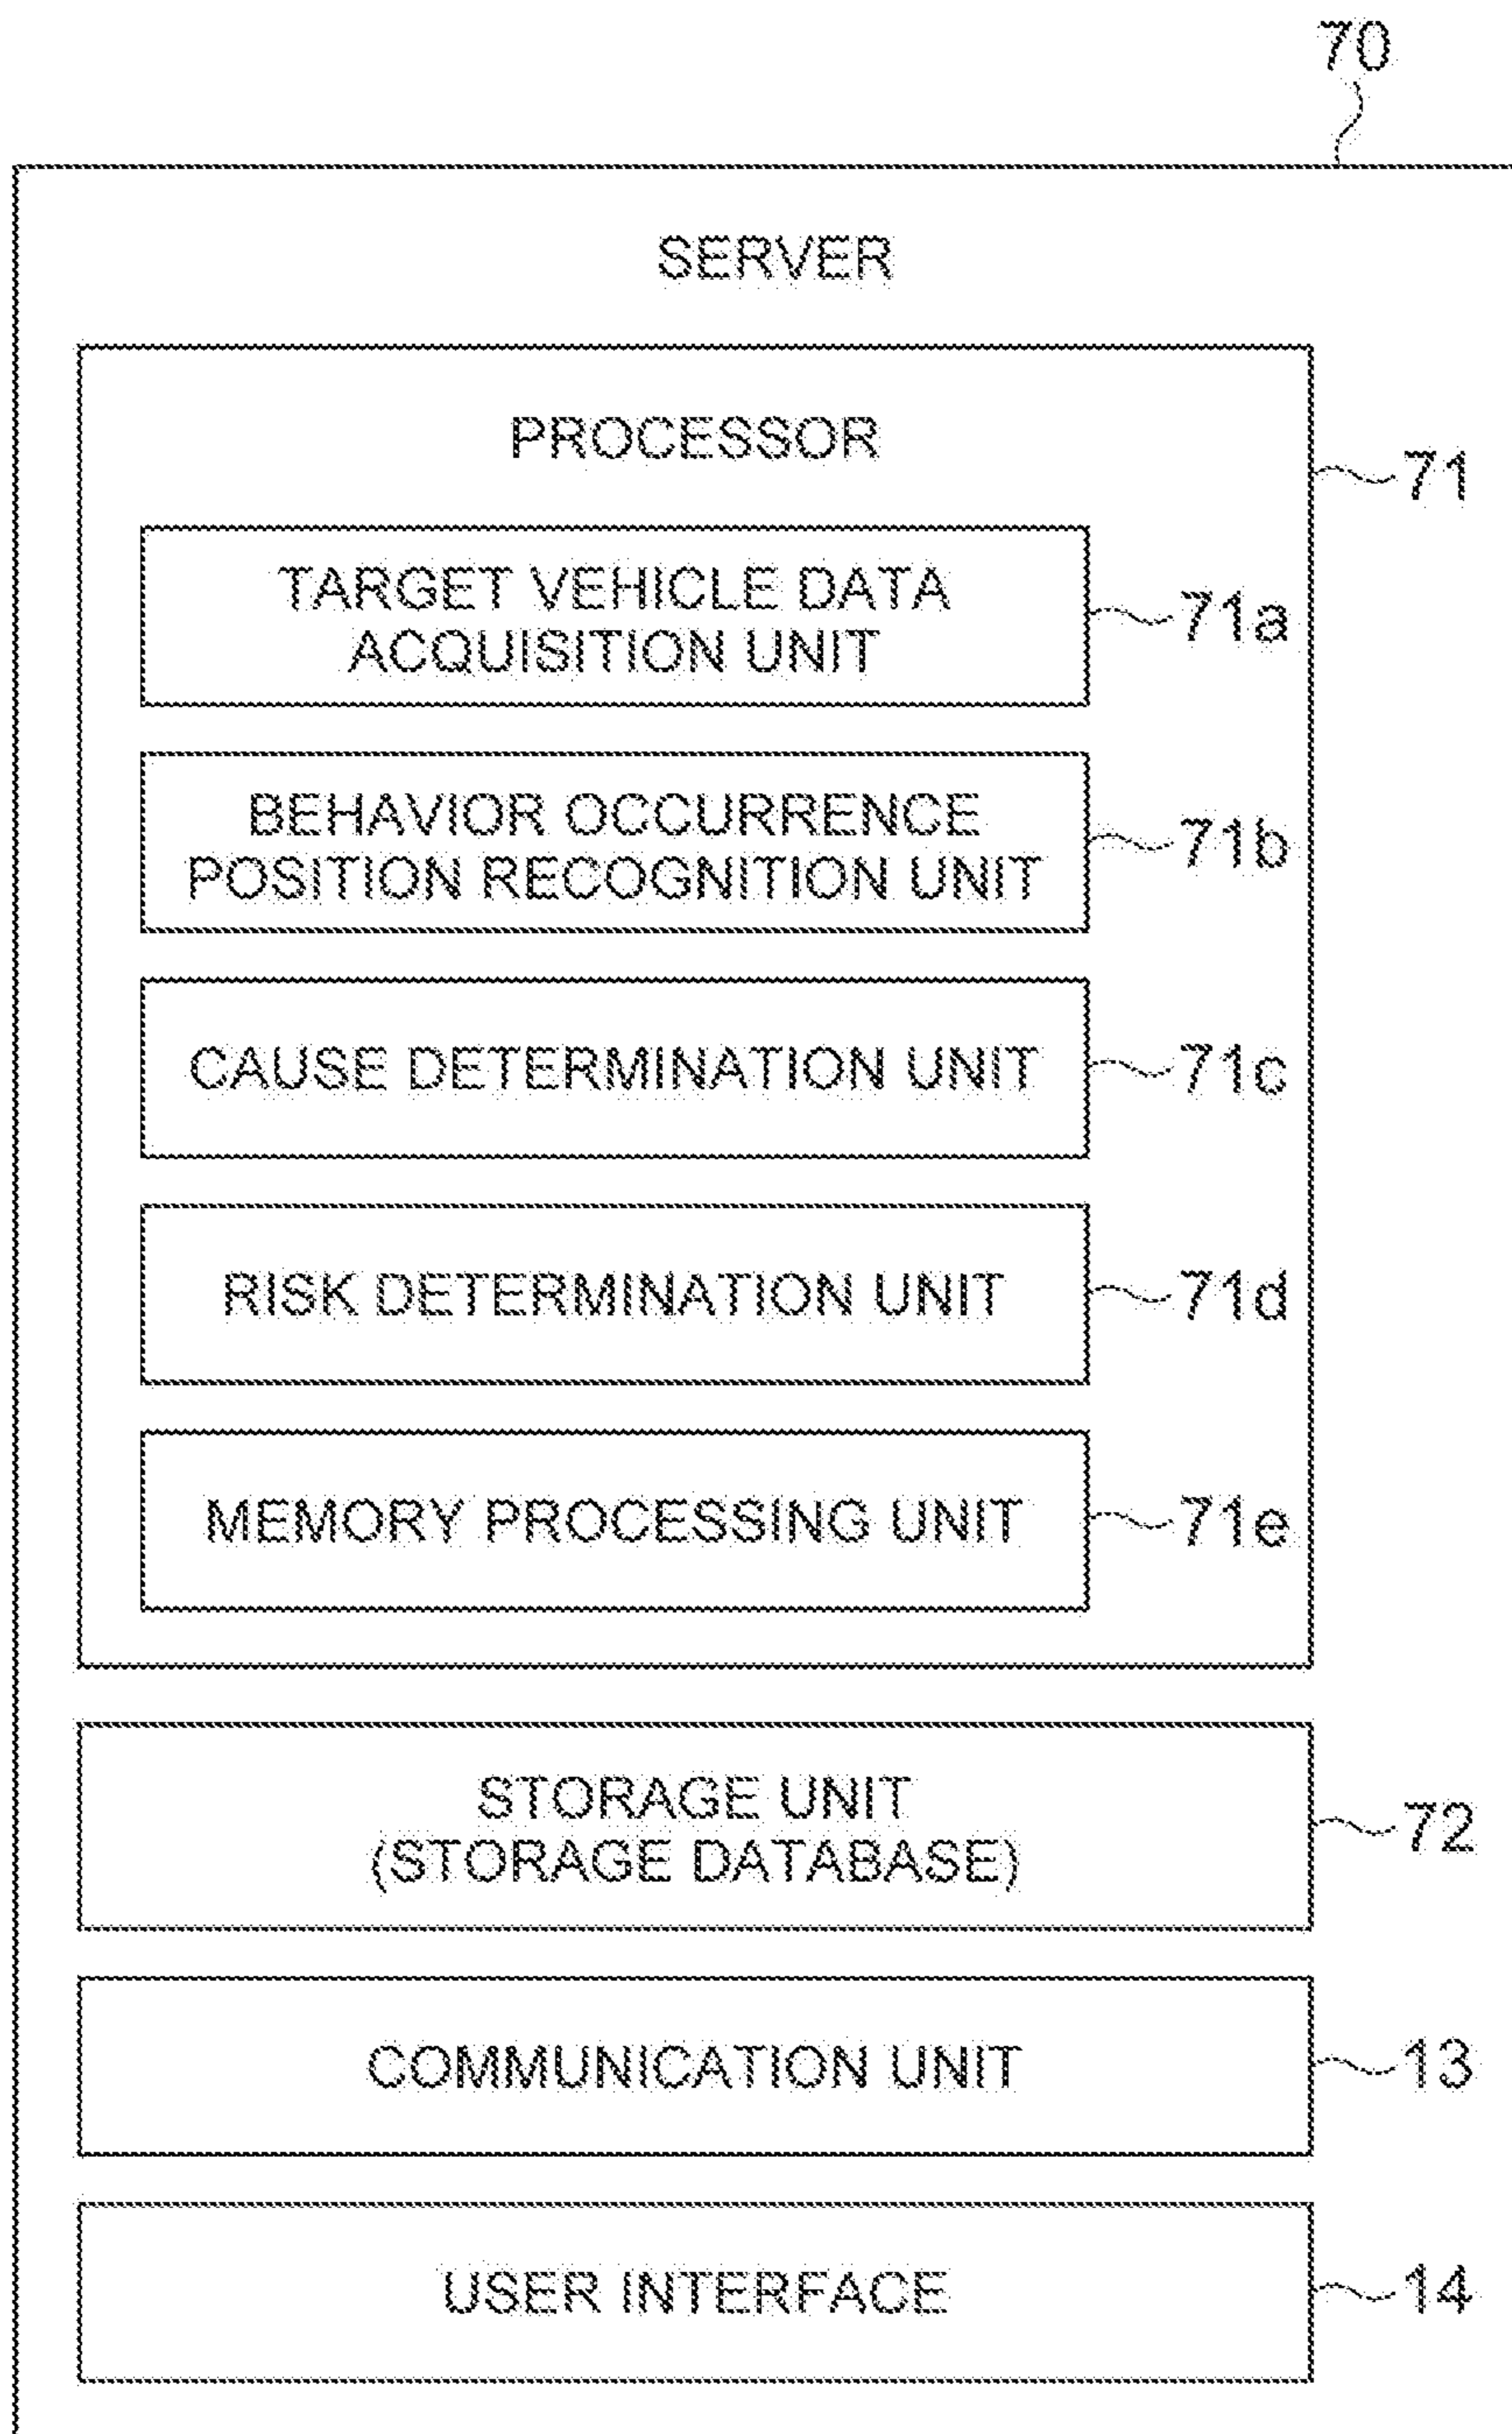 70
SERVER
PROCESSOR
71
TARGET VEHICLE DATA
ACQUISITION UNIT
71a
BEHAVIOR OCCURRENCE
POSITION RECOGNITION UNIT
71b
CAUSE DETERMINATION UNIT
71c
RISK DETERMINATION UNIT
71d
MEMORY PROCESSING UNIT
71e
STORAGE UNIT
(STORAGE DATABASE)
72
COMMUNICATION UNIT
13
USER INTERFACE
14